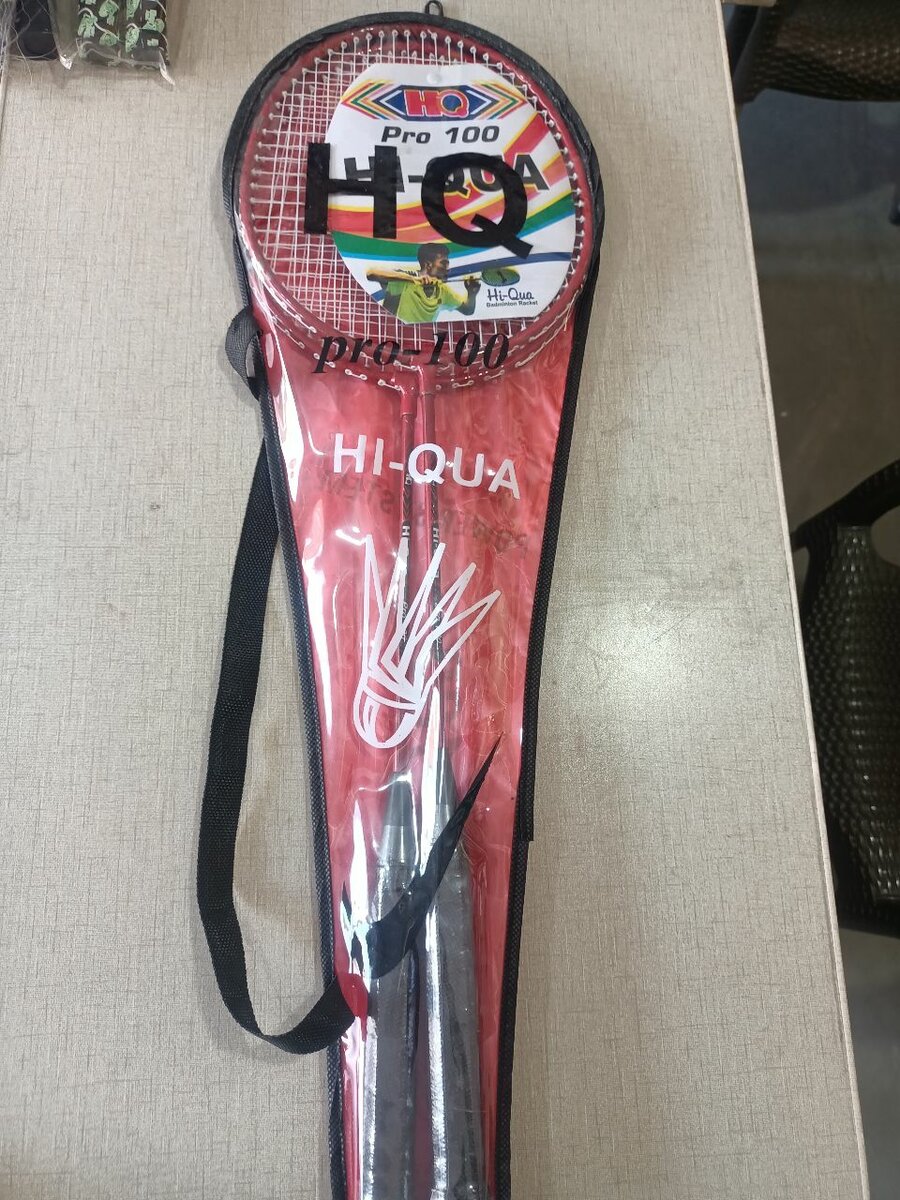 HQ
Pro 100
HI-QUA
HQ
Hi-Qua
Badminton Racket
pro-100
HI-QUA